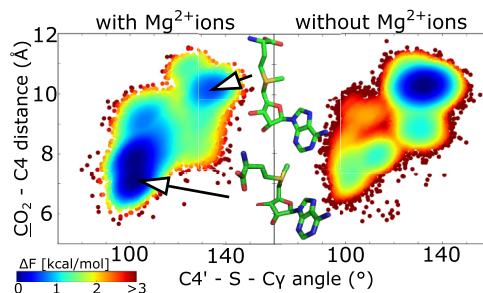 with Mg²⁺ions without Mg²⁺ions
CO₂ - C4 distance (Å)
12
10
8
6
100 140 100 140
ΔF [kcal/mol]
0 1 2 >3
C4' - S - Cγ angle (°)